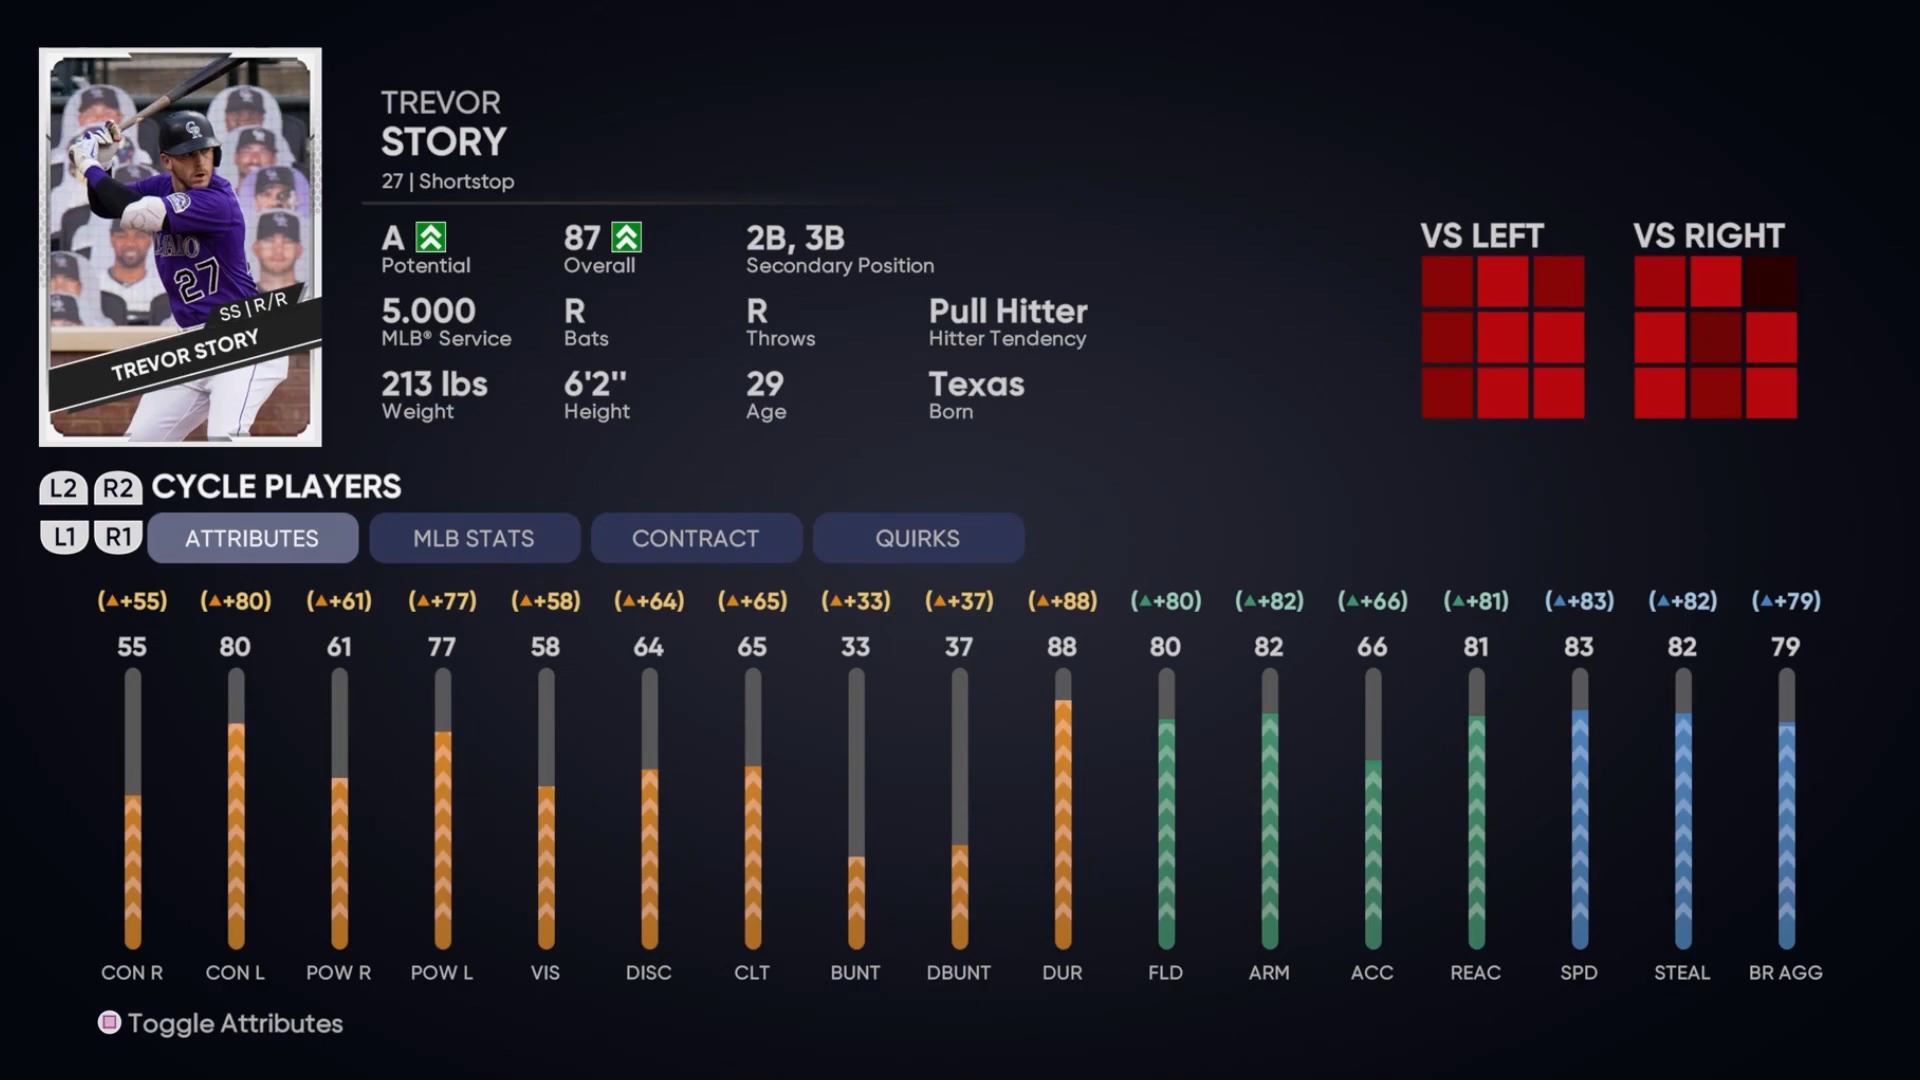 TREVOR
STORY
27 | Shortstop
A
Potential
87
Overall
2B, 3B
Secondary Position
5.000
MLB® Service
R
Bats
R
Throws
Pull Hitter
Hitter Tendency
213 lbs
Weight
6'2"
Height
29
Age
Texas
Born
VS LEFT
VS RIGHT
CR
27
SS | R/R
TREVOR STORY
L2 R2 CYCLE PLAYERS
L1 R1 ATTRIBUTES MLB STATS CONTRACT QUIRKS
(▲+55) (▲+80) (▲+61) (▲+77) (▲+58) (▲+64) (▲+65) (▲+33) (▲+37) (▲+88) (▲+80) (▲+82) (▲+66) (▲+81) (▲+83) (▲+82) (▲+79)
55 80 61 77 58 64 65 33 37 88 80 82 66 81 83 82 79
CON R CON L POW R POW L VIS DISC CLT BUNT DBUNT DUR FLD ARM ACC REAC SPD STEAL BR AGG
Toggle Attributes